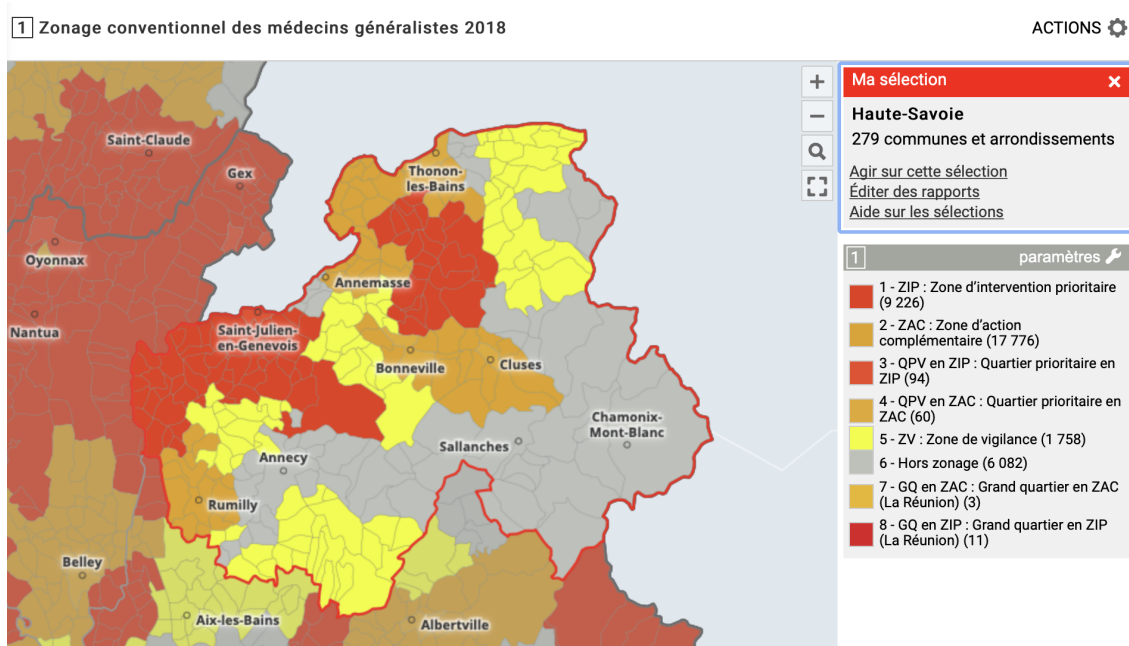 1 Zonage conventionnel des médecins généralistes 2018
ACTIONS
Saint-Claude
Gex
Thonon-
les-Bains
Oyonnax
Annemasse
Nantua
Saint-Julien-
en-Genevois
Bonneville
Cluses
Chamonix-
Mont-Blanc
Sallanches
Annecy
Rumilly
Belley
Aix-les-Bains
Albertville
+
−
Ma sélection ×
Haute-Savoie
279 communes et arrondissements
Agir sur cette sélection
Éditer des rapports
Aide sur les sélections
1 paramètres
1 - ZIP : Zone d’intervention prioritaire
(9 226)
2 - ZAC : Zone d’action
complémentaire (17 776)
3 - QPV en ZIP : Quartier prioritaire en
ZIP (94)
4 - QPV en ZAC : Quartier prioritaire en
ZAC (60)
5 - ZV : Zone de vigilance (1 758)
6 - Hors zonage (6 082)
7 - GQ en ZAC : Grand quartier en ZAC
(La Réunion) (3)
8 - GQ en ZIP : Grand quartier en ZIP
(La Réunion) (11)